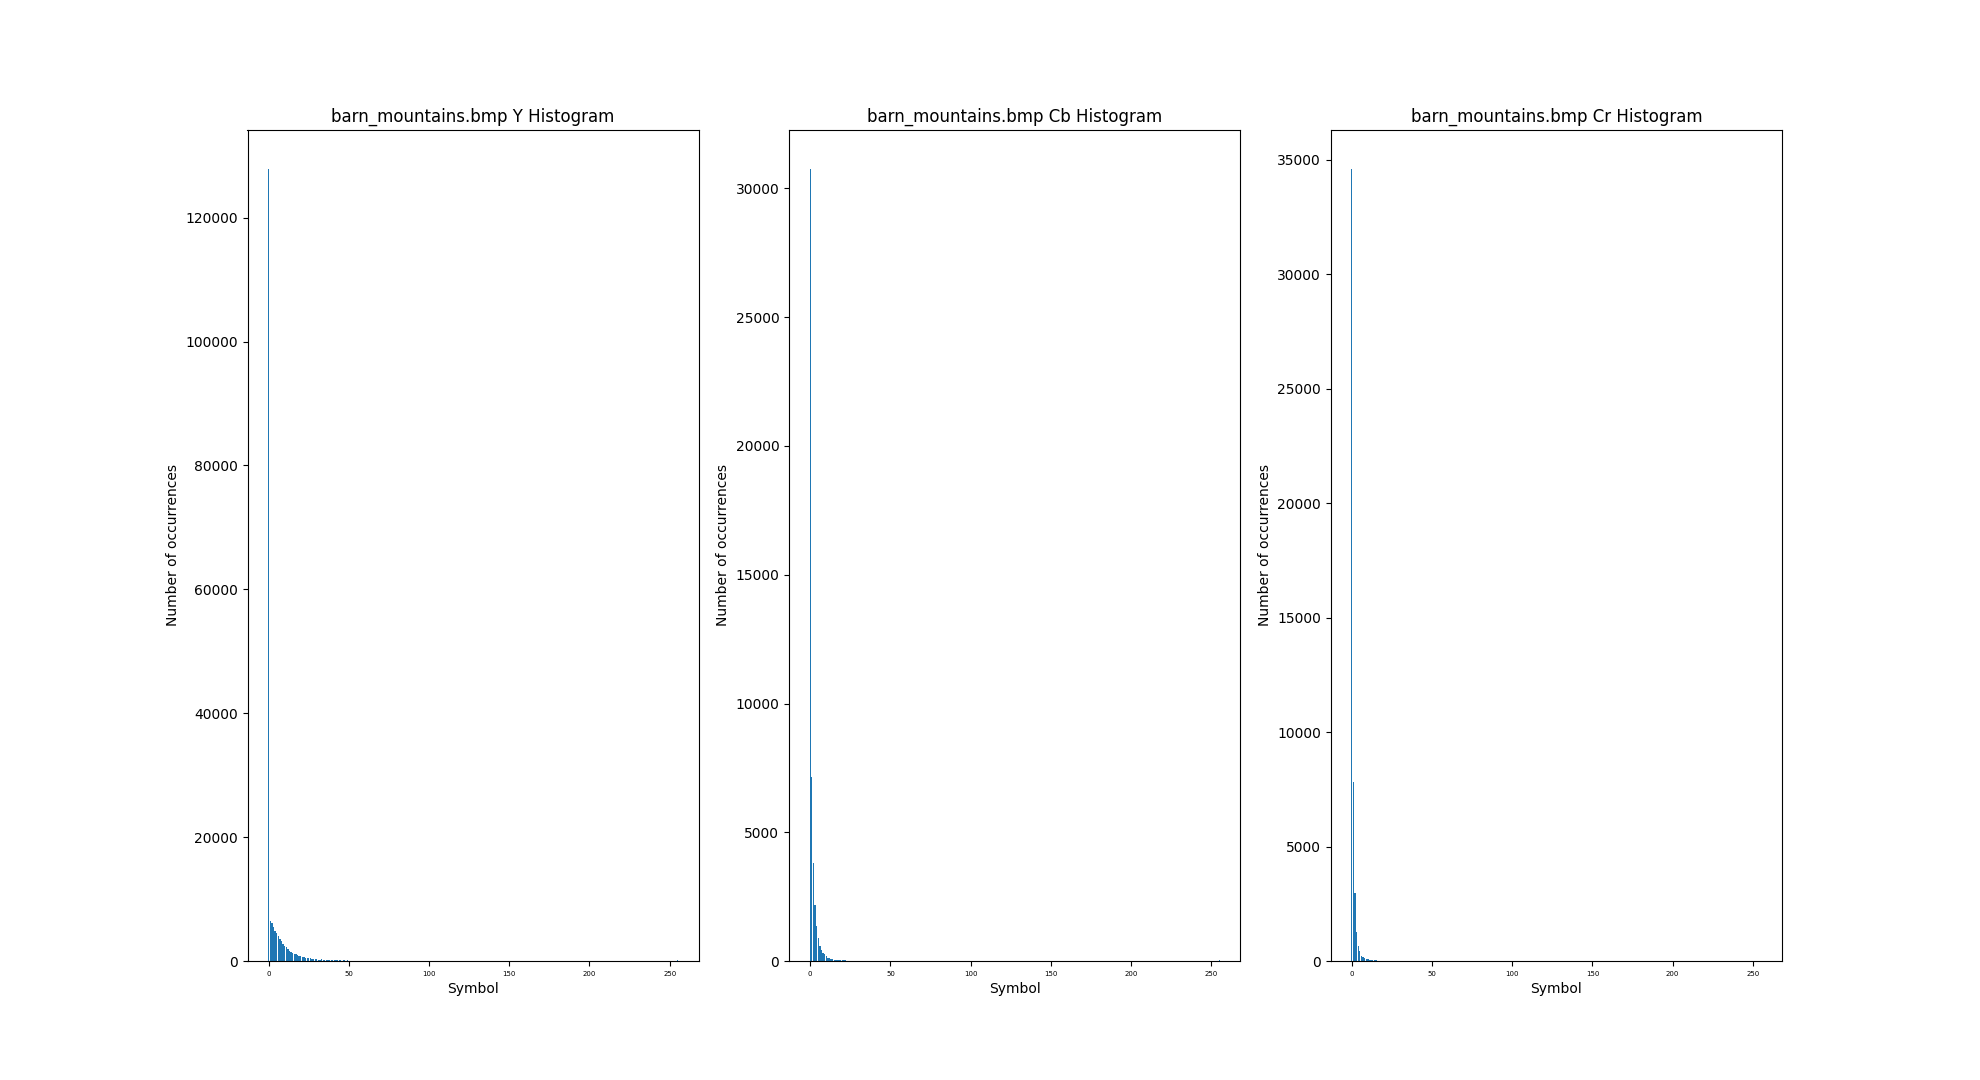 barn_mountains.bmp Y Histogram
Number of occurrences
120000
100000
80000
60000
40000
20000
0
0 50 100 150 200 250
Symbol
barn_mountains.bmp Cb Histogram
Number of occurrences
30000
25000
20000
15000
10000
5000
0
0 50 100 150 200 250
Symbol
barn_mountains.bmp Cr Histogram
Number of occurrences
35000
30000
25000
20000
15000
10000
5000
0
0 50 100 150 200 250
Symbol